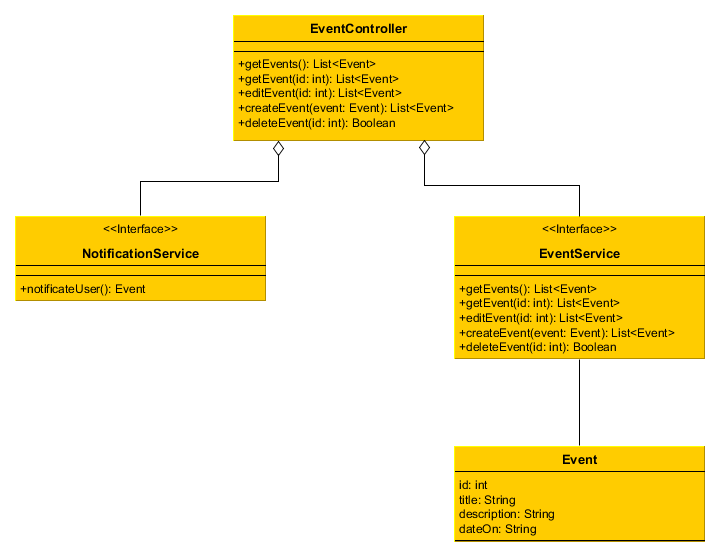 EventController
+getEvents(): List<Event>
+getEvent(id: int): List<Event>
+editEvent(id: int): List<Event>
+createEvent(event: Event): List<Event>
+deleteEvent(id: int): Boolean
<<Interface>>
NotificationService
+notificateUser(): Event
<<Interface>>
EventService
+getEvents(): List<Event>
+getEvent(id: int): List<Event>
+editEvent(id: int): List<Event>
+createEvent(event: Event): List<Event>
+deleteEvent(id: int): Boolean
Event
id: int
title: String
description: String
dateOn: String